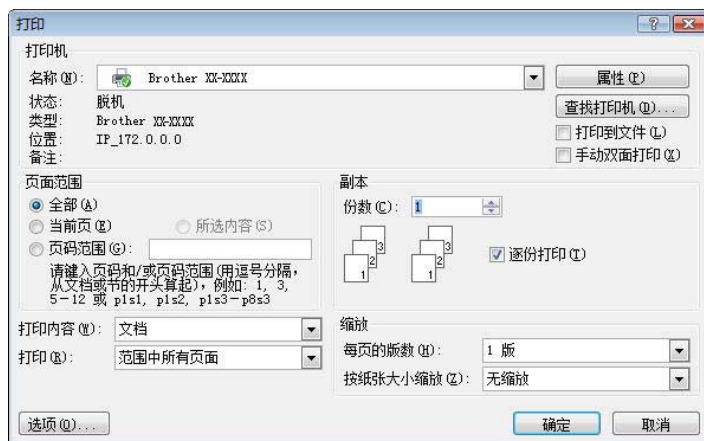 打印
打印机
名称(N): Brother XX-XXXX 属性(P)
状态: 脱机 查找打印机(D)...
类型: Brother XX-XXXX
位置: IP_172.0.0.0 打印到文件(L)
备注: 手动双面打印(X)
页面范围
全部(A)
当前页(E) 所选内容(S)
页码范围(G):
请键入页码和/或页码范围(用逗号分隔，
从文档或节的开头算起)，例如: 1, 3,
5-12 或 p1s1, p1s2, p1s3-p8s3
副本
份数(C): 1
3 3
2 2
1 1
逐份打印(T)
打印内容(W): 文档
打印(R): 范围中所有页面
缩放
每页的版数(H): 1 版
按纸张大小缩放(Z): 无缩放
选项(O)... 确定 取消